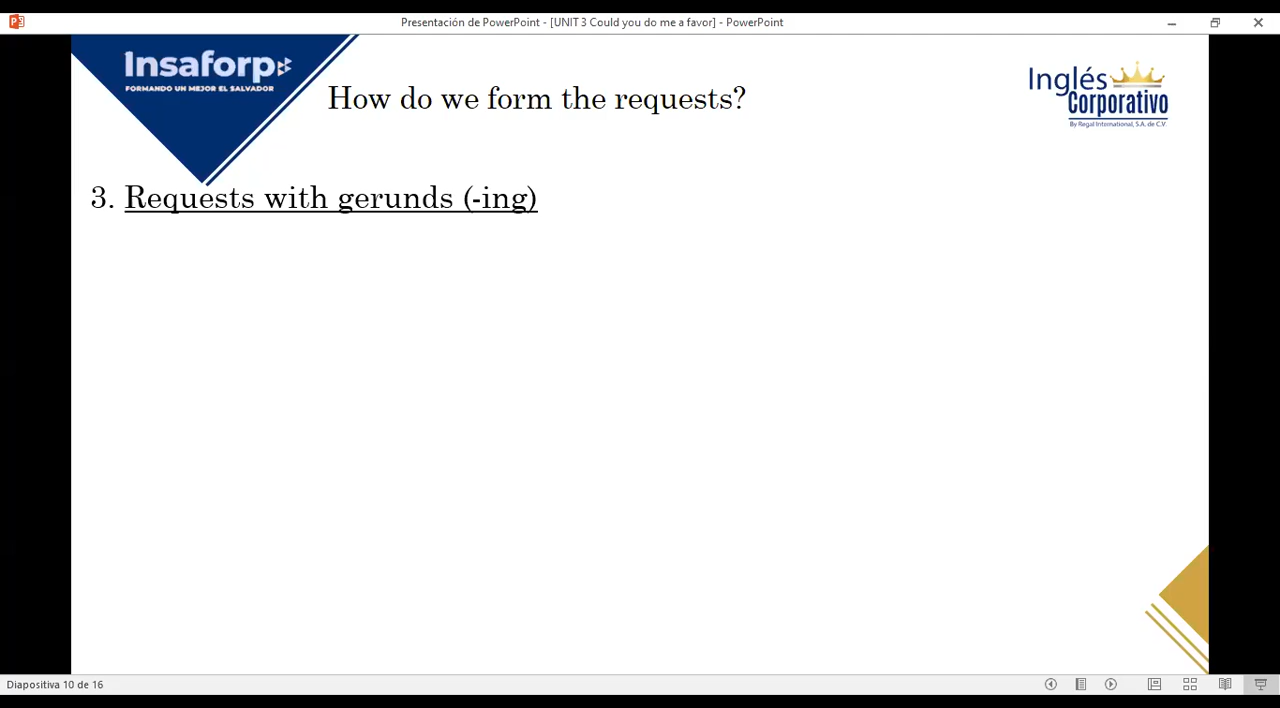 Presentación de PowerPoint - [UNIT 3 Could you do me a favor] - PowerPoint
Insaforp
FORMANDO UN MEJOR EL SALVADOR
How do we form the requests?
Inglés
Corporativo
By Regal International, S.A. de C.V.
3. Requests with gerunds (-ing)
Diapositiva 10 de 16